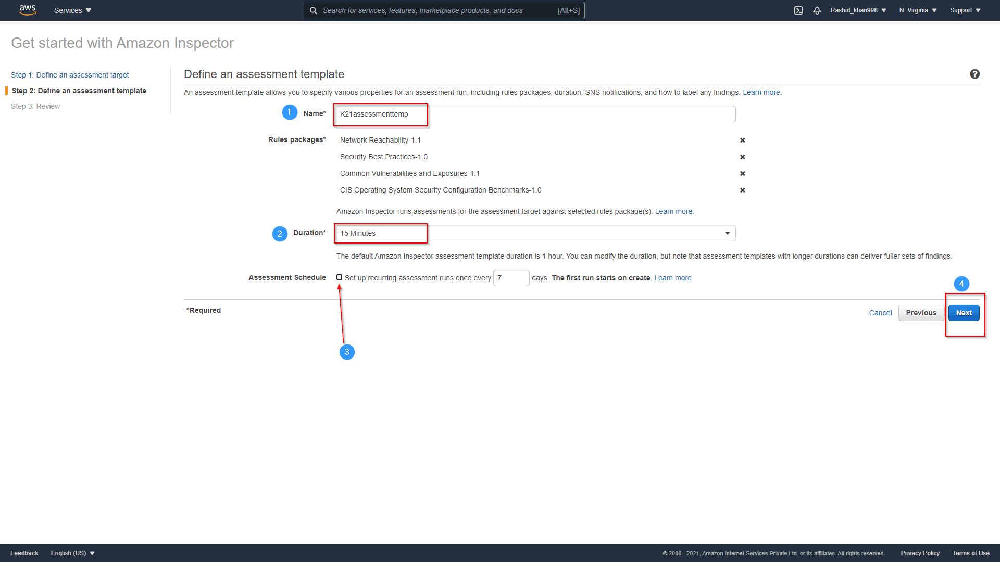 aws Services Search for services, features, marketplace products, and docs [Alt+S] Rashid_khan998 N. Virginia Support
Get started with Amazon Inspector
Step 1: Define an assessment target
Step 2: Define an assessment template
Step 3: Review
Define an assessment template
An assessment template allows you to specify various properties for an assessment run, including rules packages, duration, SNS notifications, and how to label any findings. Learn more.
1 Name* K21assessmenttemp
Rules packages* Network Reachability-1.1
Security Best Practices-1.0
Common Vulnerabilities and Exposures-1.1
CIS Operating System Security Configuration Benchmarks-1.0
Amazon Inspector runs assessments for the assessment target against selected rules package(s). Learn more.
2 Duration* 15 Minutes
The default Amazon Inspector assessment template duration is 1 hour. You can modify the duration, but note that assessment templates with longer durations can deliver fuller sets of findings.
Assessment Schedule Set up recurring assessment runs once every 7 days. The first run starts on create. Learn more
4
*Required Cancel Previous Next
3
Feedback English (US) © 2008 - 2021, Amazon Internet Services Private Ltd. or its affiliates. All rights reserved. Privacy Policy Terms of Use